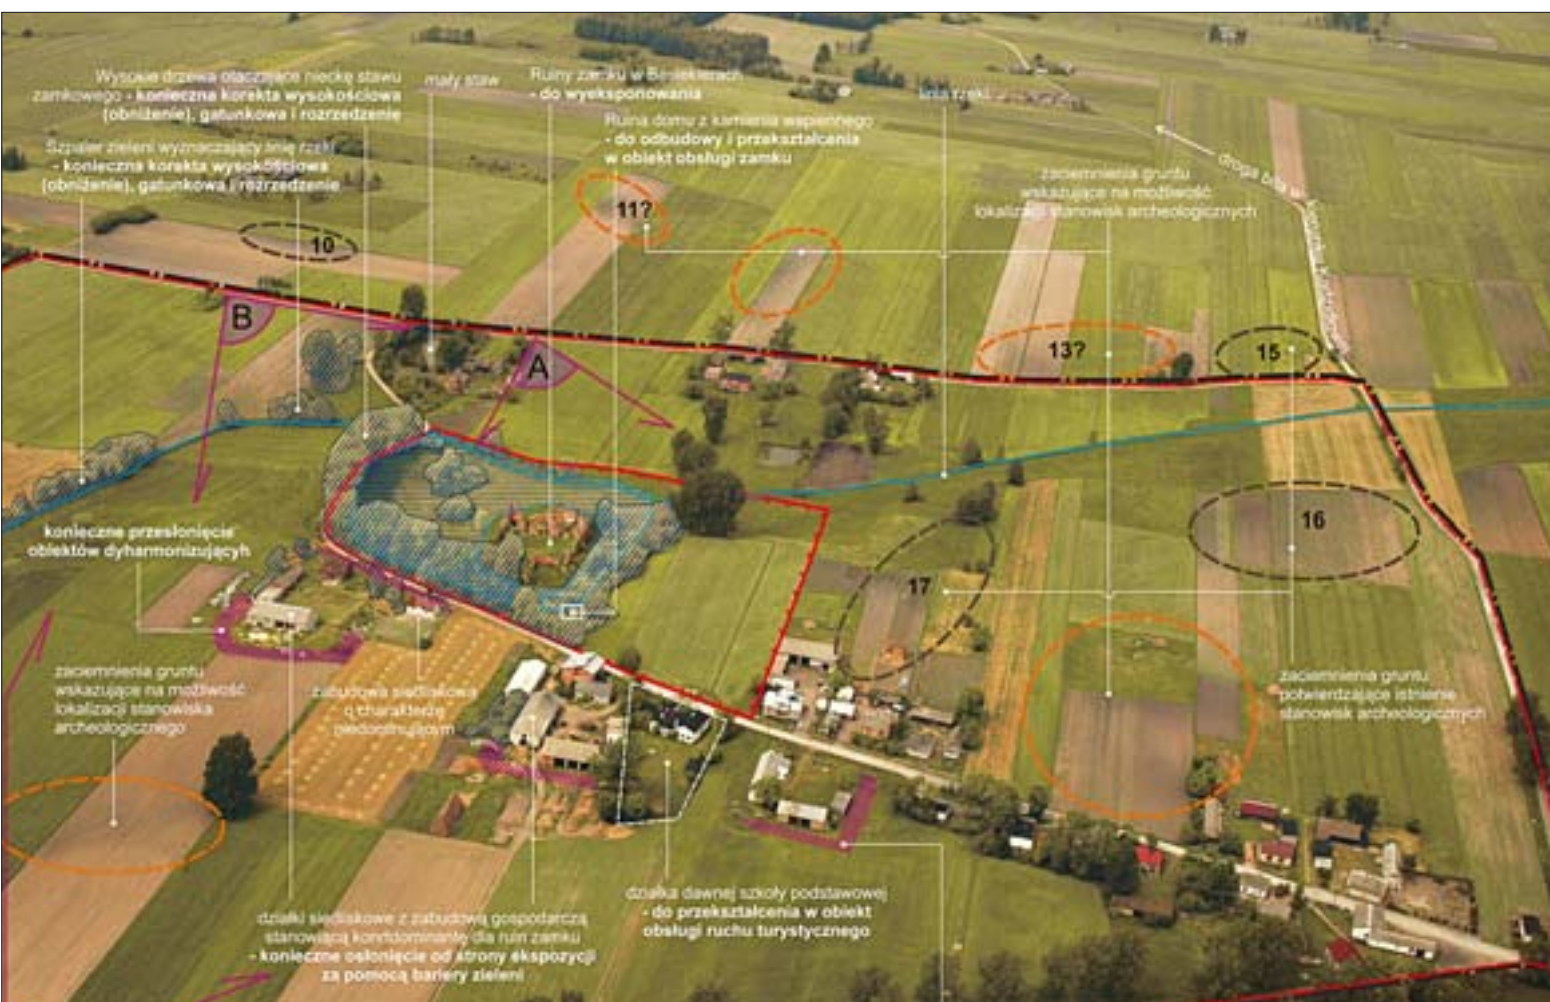 Wysokie drzewa otaczające nieckę stawu
zamkowego - konieczna korekta wysokościowa
(obniżenie), gatunkowa i rozrzedzenie
mały staw
Ruiny zamku w Besiekierach
- do wyeksponowania
linia rzeki
Ruina domu z kamienia wapiennego
- do odbudowy i przekształcenia
w obiekt obsługi zamku
Szpaler zieleni wyznaczający linię rzeki
- konieczna korekta wysokościowa
(obniżenie), gatunkowa i rozrzedzenie
zaciemnienia gruntu
wskazujące na możliwość
lokalizacji stanowisk archeologicznych
droga bita w
11?
10
B
A
13?
15
16
17
konieczne przesłonięcie
obiektów dyharmonizującyh
zaciemnienia gruntu
wskazujące na możliwość
lokalizacji stanowiska
archeologicznego
zabudowa siedliskowa
o charakterze
zaciemnienia gruntu
potwierdzające istnienie
stanowisk archeologicznych
działki siedliskowe z zabudową gospodarczą
stanowiącą kontrdominantę dla ruin zamku
- konieczne osłonięcie od strony ekspozycji
za pomocą bariery zieleni
działka dawnej szkoły podstawowej
- do przekształcenia w obiekt
obsługi ruchu turystycznego